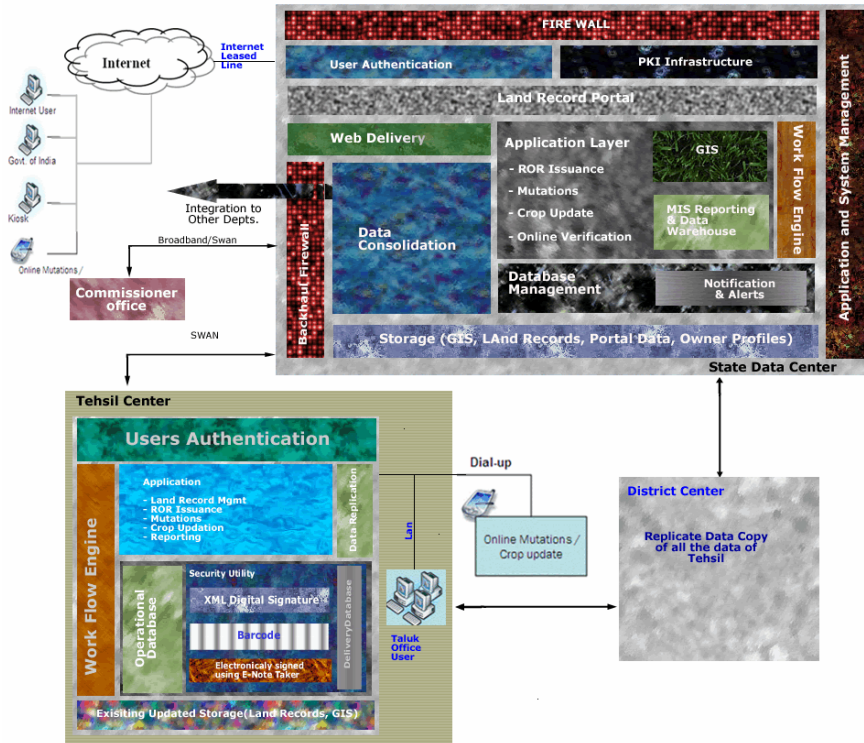 FIRE WALL
Internet
Leased
Line
Internet
User Authentication
PKI Infrastructure
Land Record Portal
Internet User
Govt. of India
Kiosk
Online Mutations /
Web Delivery
Application Layer
- ROR Issuance
- Mutations
- Crop Update
- Online Verification
GIS
MIS Reporting
& Data
Warehouse
Work Flow Engine
Application and System Management
Integration to
Other Depts.
Broadband/Swan
Commissioner
office
Backhaul Firewall
Data
Consolidation
Database
Management
Notification
& Alerts
Storage (GIS, LAnd Records, Portal Data, Owner Profiles)
State Data Center
SWAN
Tehsil Center
Users Authentication
Work Flow Engine
Application
- Land Record Mgmt
- ROR Issuance
- Mutations
- Crop Updation
- Reporting
Data Replication
Operational
Database
Security Utility
XML Digital Signature
Barcode
Electronicaly signed
using E-Note Taker
DeliveryDatabase
Exisiting Updated Storage(Land Records, GIS)
Lan
Taluk
Office
User
Dial-up
Online Mutations /
Crop update
District Center
Replicate Data Copy
of all the data of
Tehsil